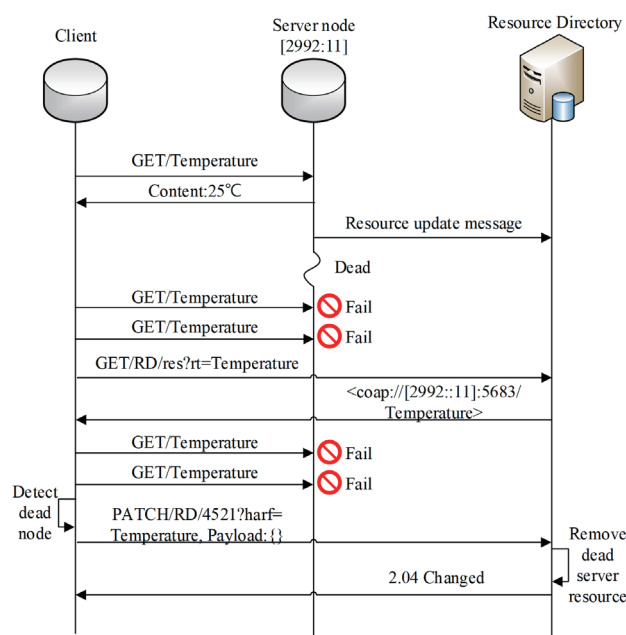 Client
Server node
[2992:11]
Resource Directory
GET/Temperature
Content:25℃
Resource update message
Dead
GET/Temperature
Fail
GET/Temperature
Fail
GET/RD/res?rt=Temperature
<coap://[2992::11]:5683/
Temperature>
GET/Temperature
Fail
GET/Temperature
Fail
Detect
dead
node
PATCH/RD/4521?harf=
Temperature, Payload:{}
Remove
dead
server
resource
2.04 Changed